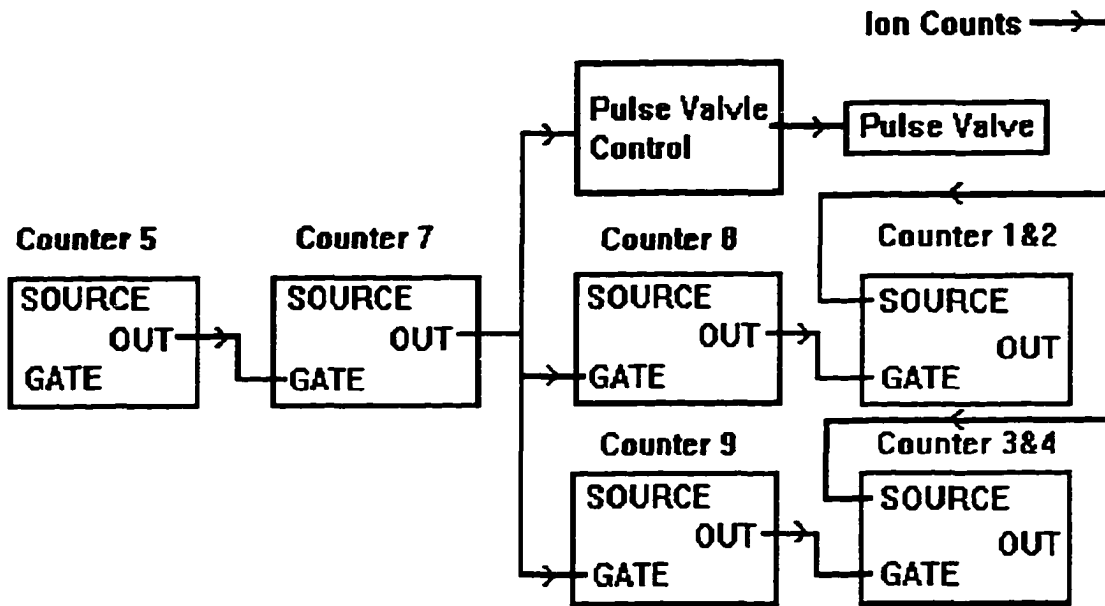 Ion Counts
Pulse Valvle
Control
Pulse Valve
Counter 5
Counter 7
Counter 8
Counter 1&2
SOURCE
OUT
GATE
SOURCE
OUT
GATE
SOURCE
OUT
GATE
SOURCE
OUT
GATE
Counter 9
Counter 3&4
SOURCE
OUT
GATE
SOURCE
OUT
GATE